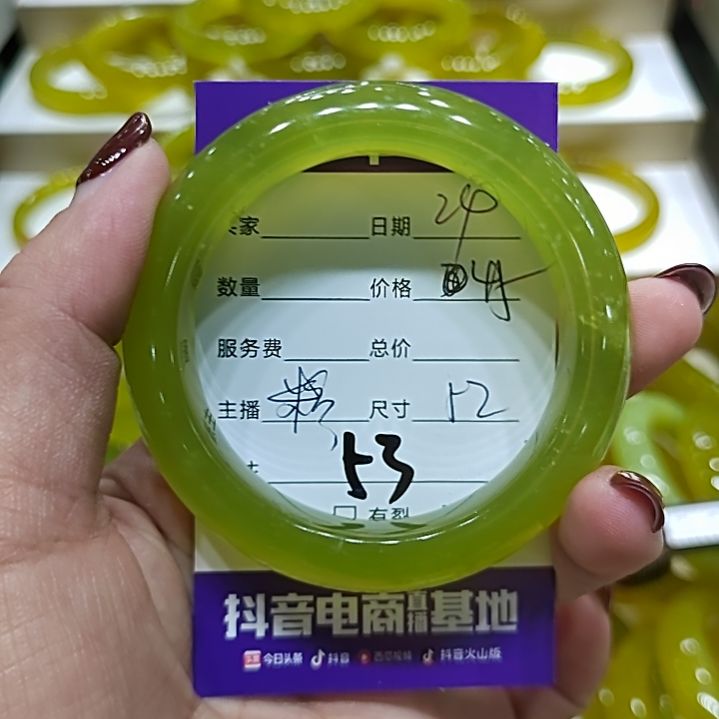 家 日期 24
数量 价格
服务费 总价
主播 尺寸 52
53
有裂
抖音电商直播基地
今日头条 抖音 西瓜视频 抖音火山版